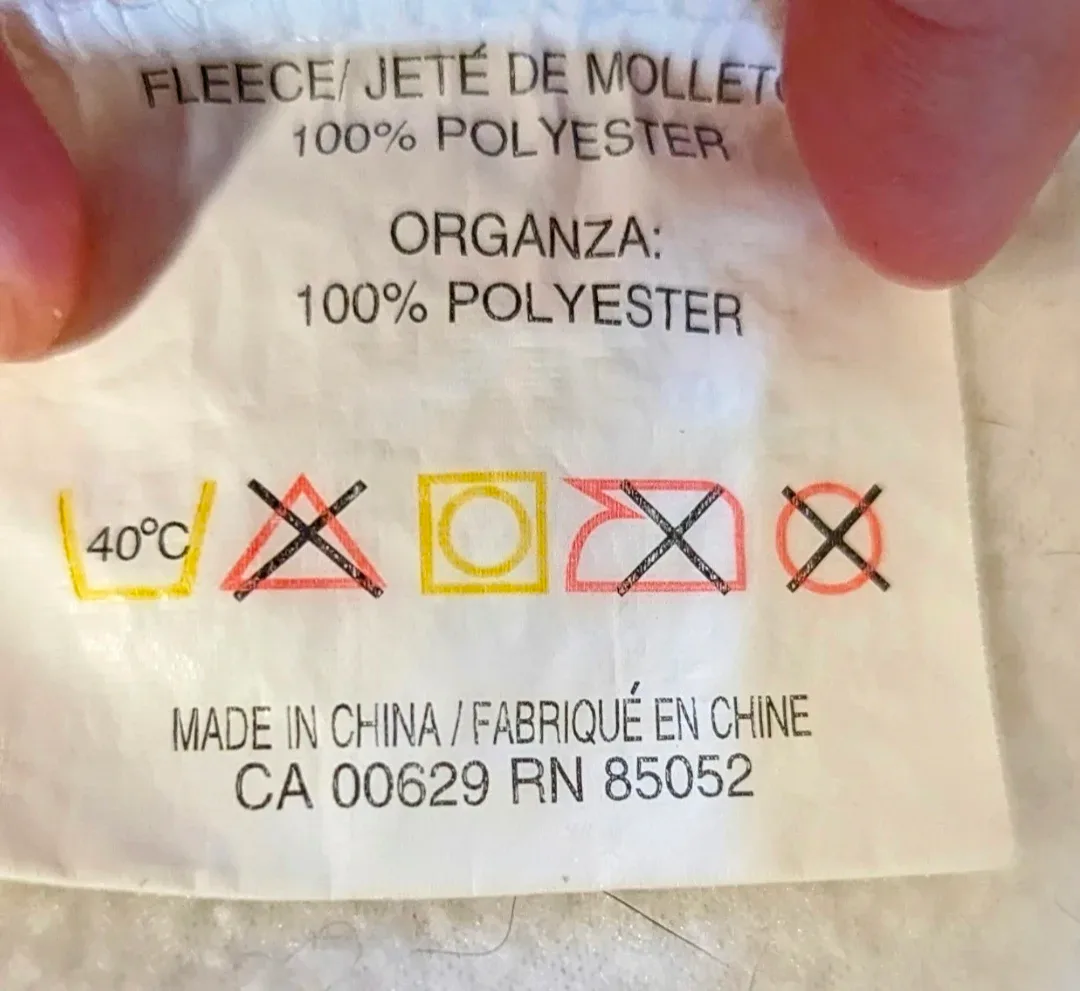 FLEECE/ JETÉ DE
100% POLYESTER
ORGANZA:
100% POLYESTER
40°C
MADE IN CHINA / FABRIQUÉ EN CHINE
CA 00629 RN 85052